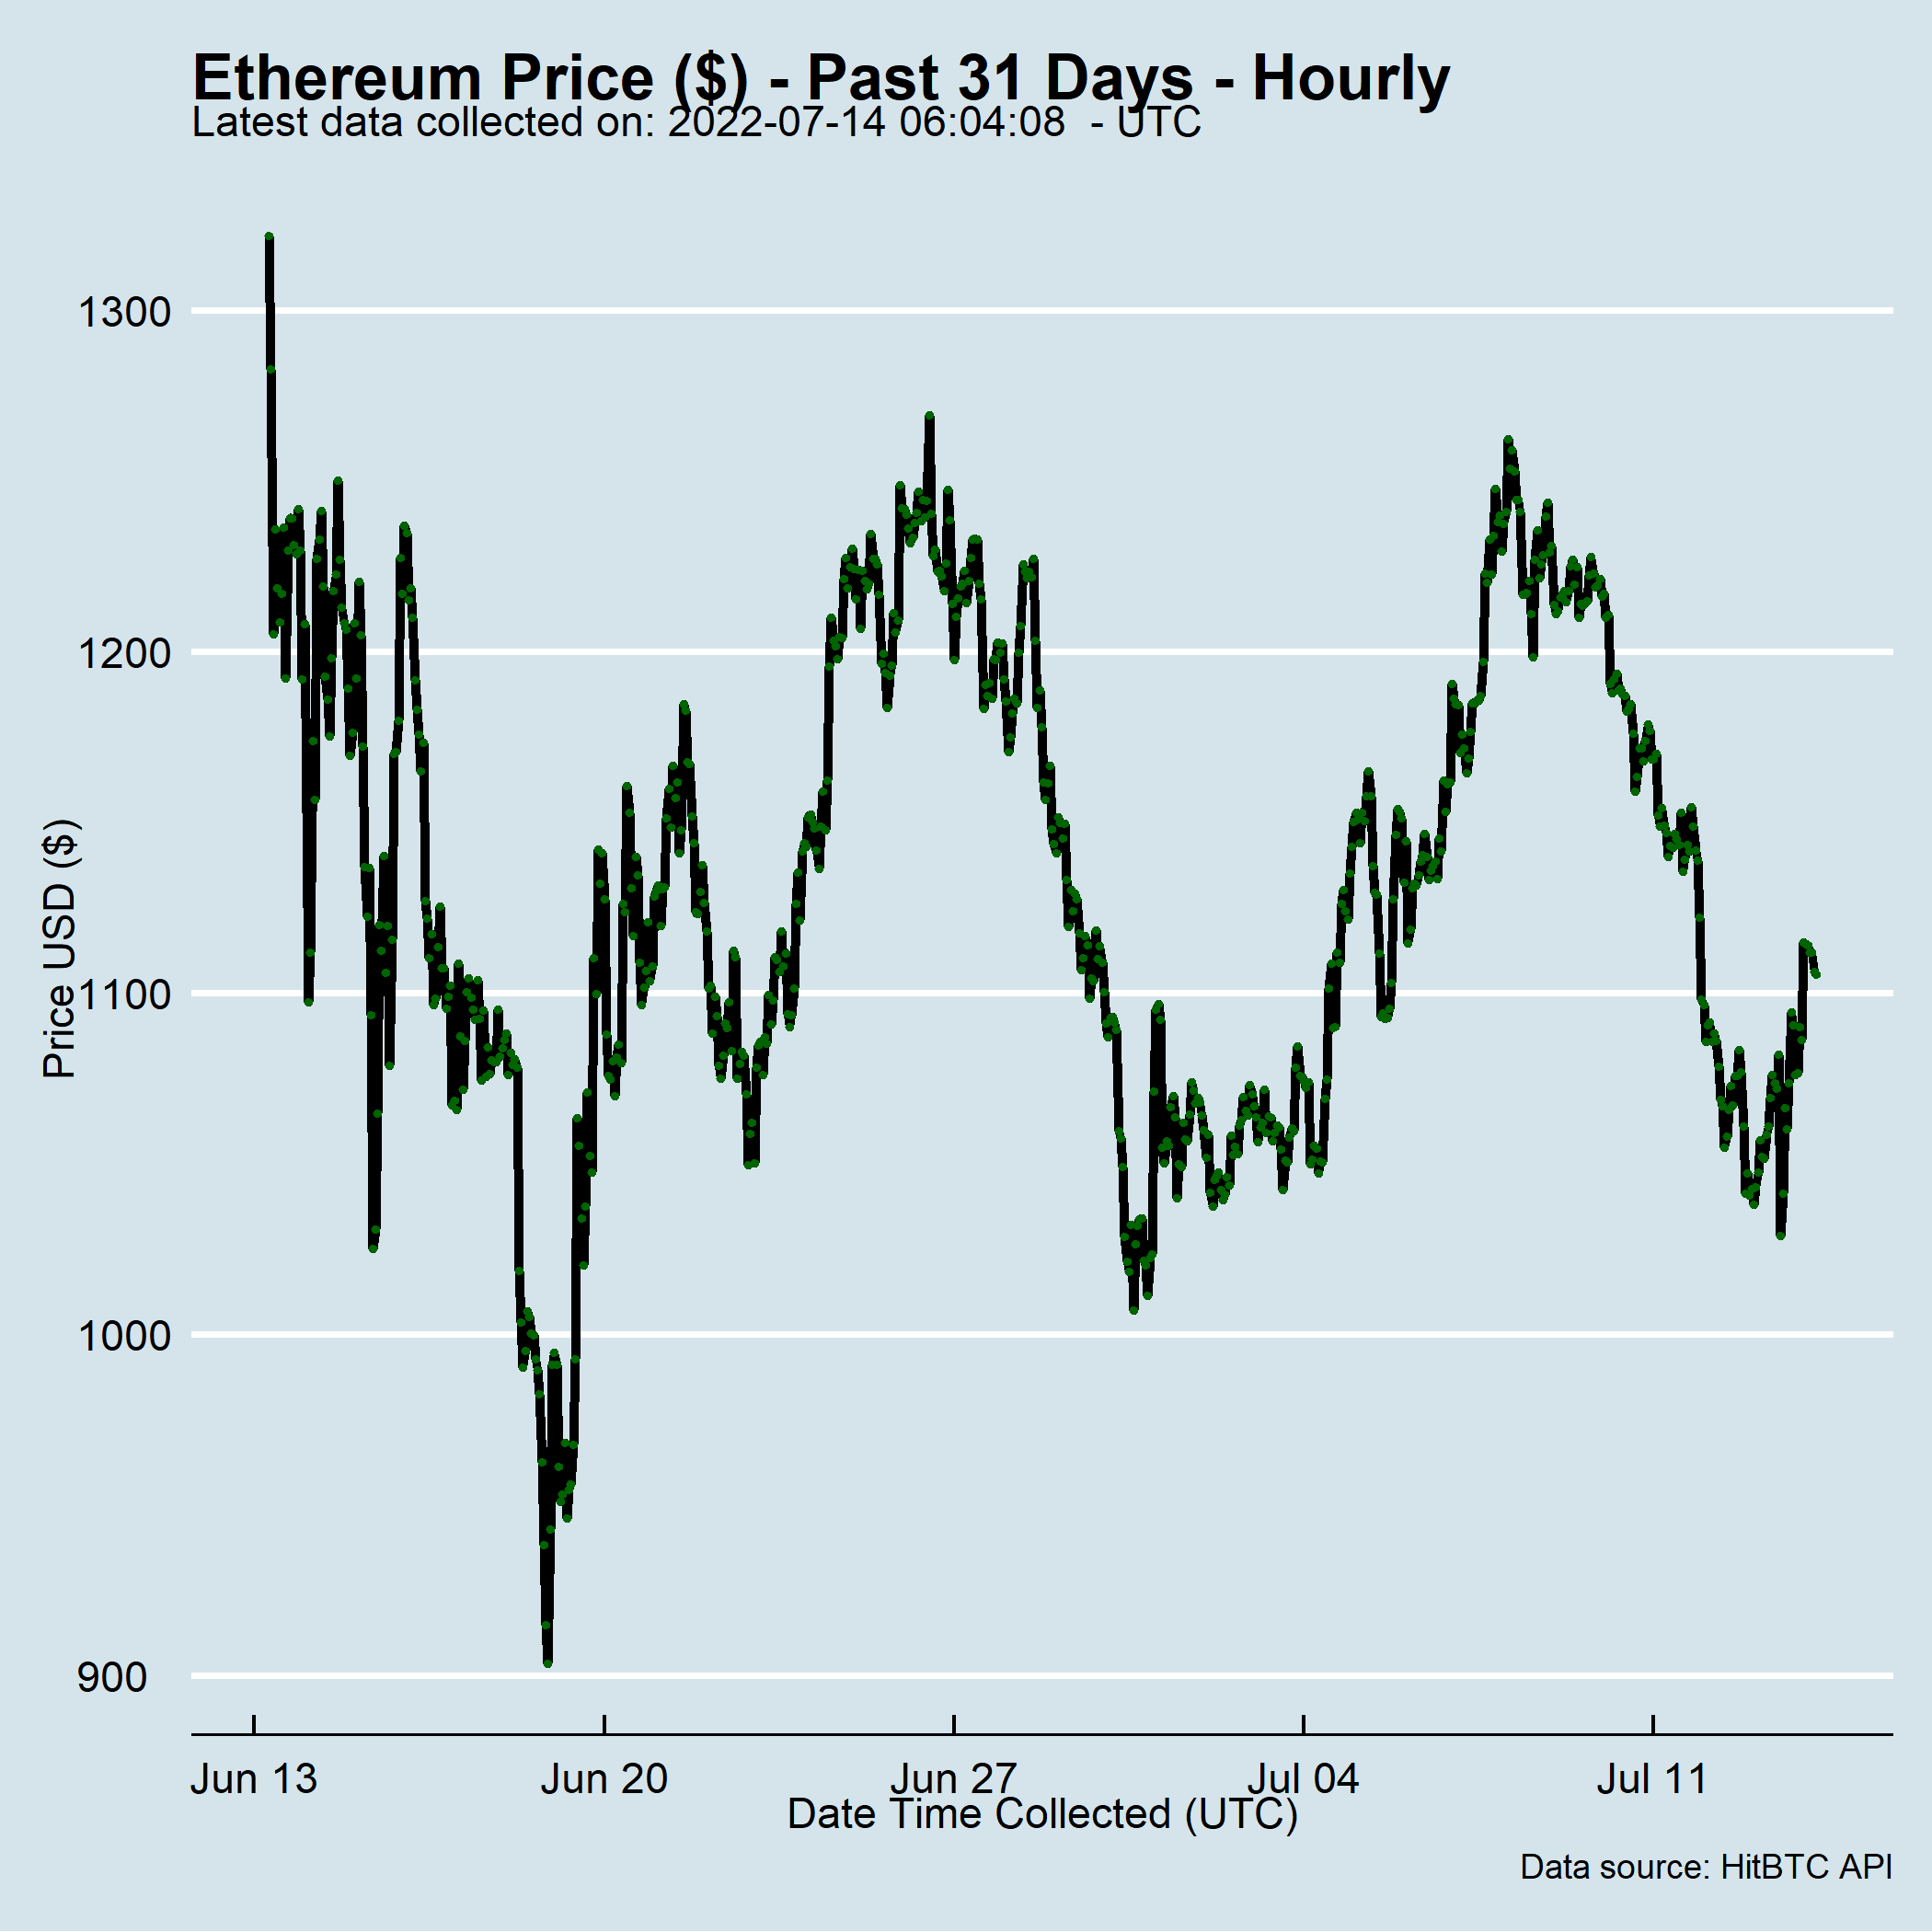 Ethereum Price ($) - Past 31 Days - Hourly
Latest data collected on: 2022-07-14 06:04:08  - UTC
1300
1200
1100
1000
900
Price USD ($)
Jun 13
Jun 20
Jun 27
Jul 04
Jul 11
Date Time Collected (UTC)
Data source: HitBTC API